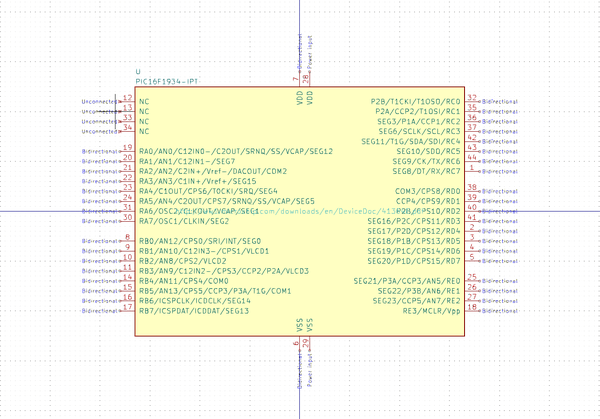 Bidirectional
Power input
7
28
U
PIC16F1934-IPT
VDD
VDD
Unconnected 12 NC
Unconnected 13 NC
Unconnected 33 NC
Unconnected 34 NC
Bidirectional 19 RA0/AN0/C12IN0-/C2OUT/SRNQ/SS/VCAP/SEG12
Bidirectional 20 RA1/AN1/C12IN1-/SEG7
Bidirectional 21 RA2/AN2/C2IN+/Vref-/DACOUT/COM2
Bidirectional 22 RA3/AN3/C1IN+/Vref+/SEG15
Bidirectional 23 RA4/C1OUT/CPS6/TOCKI/SRQ/SEG4
Bidirectional 24 RA5/AN4/C2OUT/CPS7/SRNQ/SS/VCAP/SEG5
Bidirectional 31 RA6/OSC2/CLKOUT/VCAP/SEG1
Bidirectional 30 RA7/OSC1/CLKIN/SEG2
Bidirectional 8 RB0/AN12/CPS0/SRI/INT/SEG0
Bidirectional 9 RB1/AN10/C12IN3-/CPS1/VLCD1
Bidirectional 10 RB2/AN8/CPS2/VLCD2
Bidirectional 11 RB3/AN9/C12IN2-/CPS3/CCP2/P2A/VLCD3
Bidirectional 14 RB4/AN11/CPS4/COM0
Bidirectional 15 RB5/AN13/CPS5/CCP3/P3A/T1G/COM1
Bidirectional 16 RB6/ICSPCLK/ICDCLK/SEG14
Bidirectional 17 RB7/ICSPDAT/ICDDAT/SEG13
P2B/T1CKI/T1OSO/RC0 32 Bidirectional
P2A/CCP2/T1OSI/RC1 35 Bidirectional
SEG3/P1A/CCP1/RC2 36 Bidirectional
SEG6/SCK/SCL/RC3 37 Bidirectional
SEG11/T1G/SDA/SDI/RC4 42 Bidirectional
SEG10/SDO/RC5 43 Bidirectional
SEG9/CK/TX/RC6 44 Bidirectional
SEG8/DT/RX/RC7 1 Bidirectional
COM3/CPS8/RD0 38 Bidirectional
CCP4/CPS9/RD1 39 Bidirectional
P2B/CPS10/RD2 40 Bidirectional
SEG16/P2C/CPS11/RD3 41 Bidirectional
SEG17/P2D/CPS12/RD4 2 Bidirectional
SEG18/P1B/CPS13/RD5 3 Bidirectional
SEG19/P1C/CPS14/RD6 4 Bidirectional
SEG20/P1D/CPS15/RD7 5 Bidirectional
SEG21/P3A/CCP3/AN5/RE0 25 Bidirectional
SEG22/P3B/AN6/RE1 26 Bidirectional
SEG23/CCP5/AN7/RE2 27 Bidirectional
RE3/MCLR/Vpp 18 Bidirectional
VSS
VSS
6
29
Bidirectional
Power input